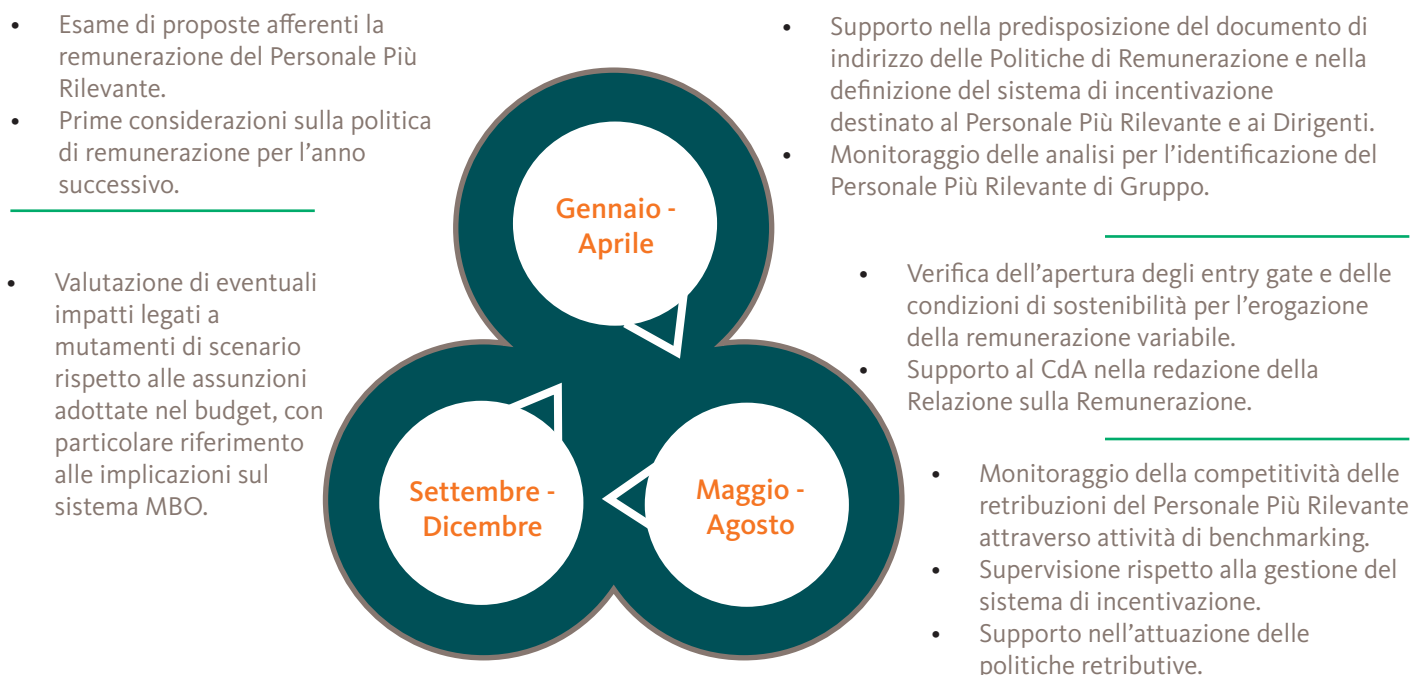 • Esame di proposte afferenti la
remunerazione del Personale Più
Rilevante.
• Prime considerazioni sulla politica
di remunerazione per l’anno
successivo.
• Valutazione di eventuali
impatti legati a
mutamenti di scenario
rispetto alle assunzioni
adottate nel budget, con
particolare riferimento
alle implicazioni sul
sistema MBO.
Gennaio -
Aprile
Settembre -
Dicembre
Maggio -
Agosto
• Supporto nella predisposizione del documento di
indirizzo delle Politiche di Remunerazione e nella
definizione del sistema di incentivazione
destinato al Personale Più Rilevante e ai Dirigenti.
• Monitoraggio delle analisi per l’identificazione del
Personale Più Rilevante di Gruppo.
• Verifica dell’apertura degli entry gate e delle
condizioni di sostenibilità per l’erogazione
della remunerazione variabile.
• Supporto al CdA nella redazione della
Relazione sulla Remunerazione.
• Monitoraggio della competitività delle
retribuzioni del Personale Più Rilevante
attraverso attività di benchmarking.
• Supervisione rispetto alla gestione del
sistema di incentivazione.
• Supporto nell’attuazione delle
politiche retributive.